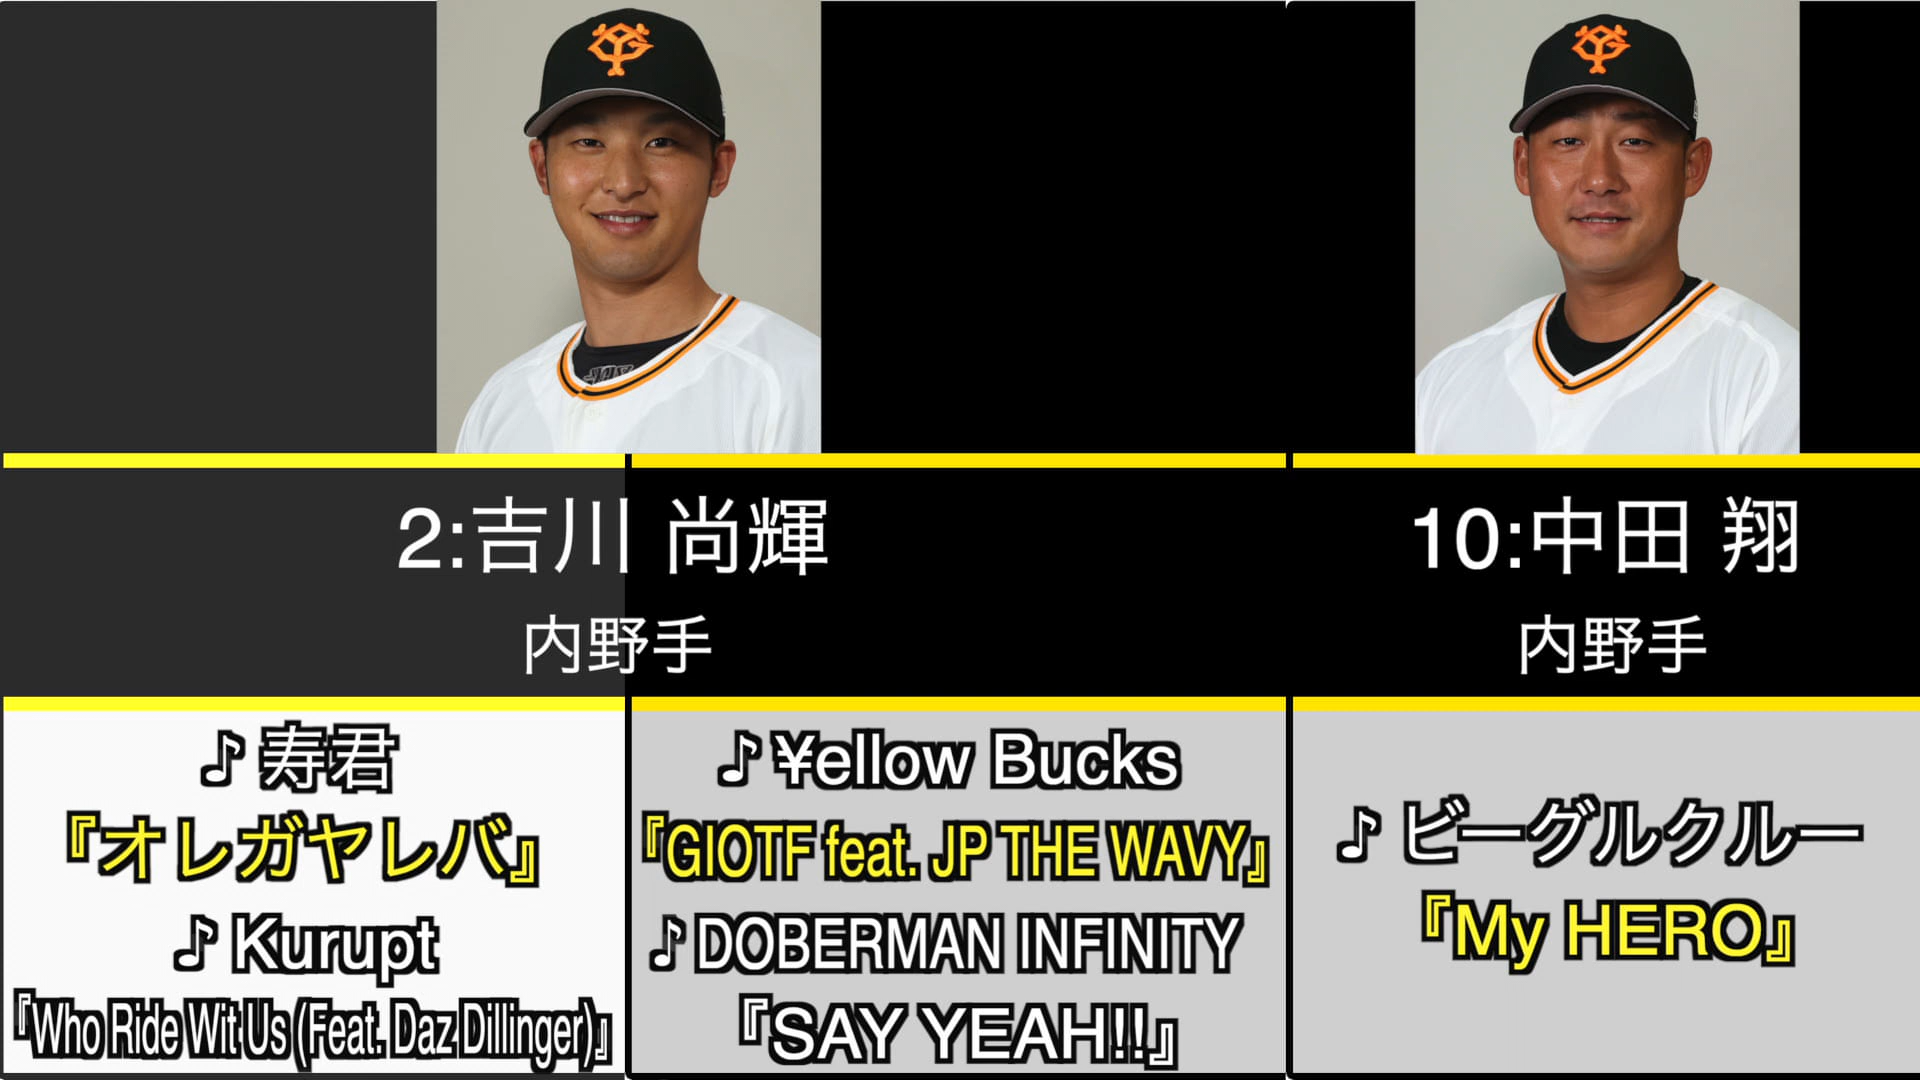 2:吉川 尚輝
内野手
♪ 寿君
『オレガヤレバ』
♪ Kurupt
『Who Ride Wit Us (Feat. Daz Dillinger)』
♪ ¥ellow Bucks
『GIOTF feat. JP THE WAVY』
♪ DOBERMAN INFINITY
『SAY YEAH!!』
10:中田 翔
内野手
♪ ビーグルクルー
『My HERO』